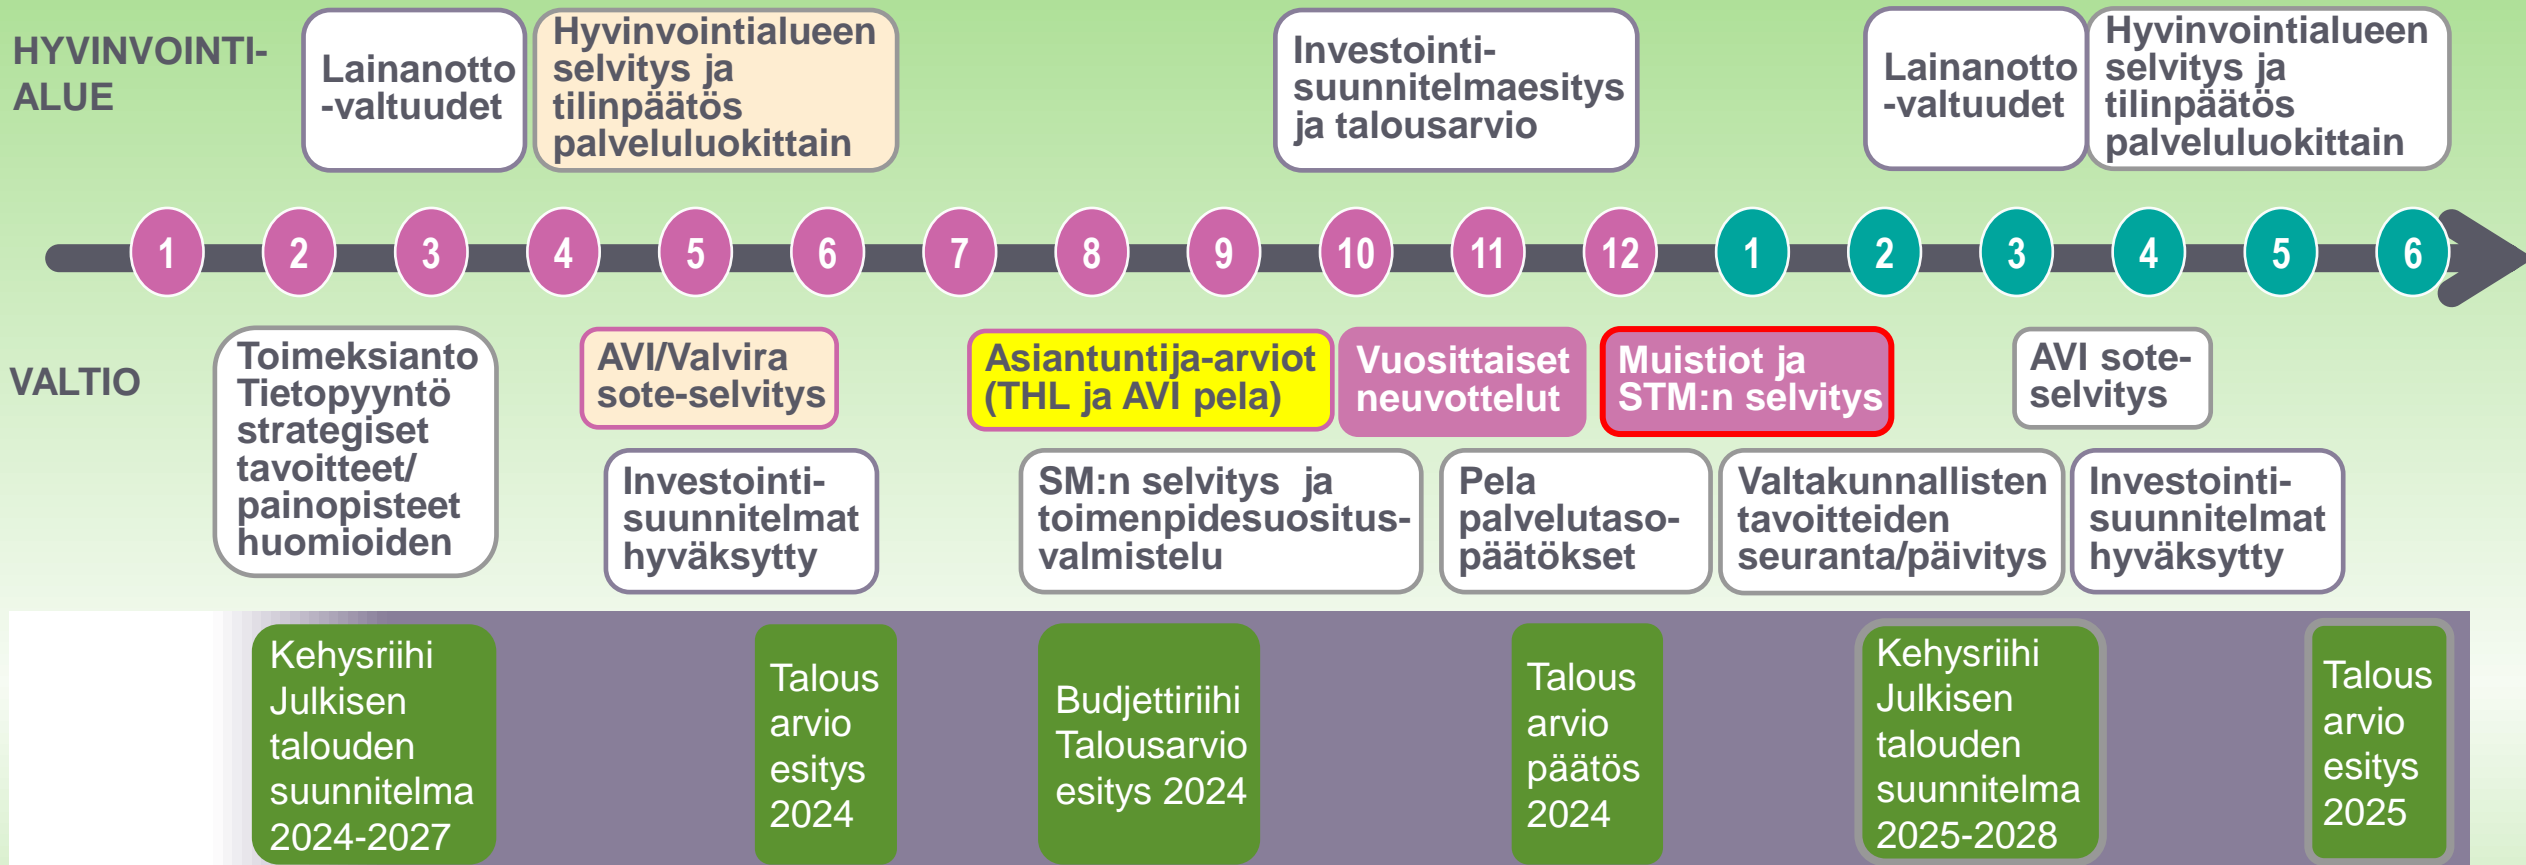 HYVINVOINTI-
ALUE
Lainanotto
-valtuudet
Hyvinvointialueen
selvitys ja
tilinpäätös
palveluluokittain
Investointi-
suunnitelmaesitys
ja talousarvio
Lainanotto
-valtuudet
Hyvinvointialueen
selvitys ja
tilinpäätös
palveluluokittain
1 2 3 4 5 6 7 8 9 10 11 12 1 2 3 4 5 6
VALTIO
Toimeksianto
Tietopyyntö
strategiset
tavoitteet/
painopisteet
huomioiden
AVI/Valvira
sote-selvitys
Asiantuntija-arviot
(THL ja AVI pela)
Vuosittaiset
neuvottelut
Muistiot ja
STM:n selvitys
AVI sote-
selvitys
Investointi-
suunnitelmat
hyväksytty
SM:n selvitys ja
toimenpidesuositus-
valmistelu
Pela
palvelutaso-
päätökset
Valtakunnallisten
tavoitteiden
seuranta/päivitys
Investointi-
suunnitelmat
hyväksytty
Kehysriihi
Julkisen
talouden
suunnitelma
2024-2027
Talous
arvio
esitys
2024
Budjettiriihi
Talousarvio
esitys 2024
Talous
arvio
päätös
2024
Kehysriihi
Julkisen
talouden
suunnitelma
2025-2028
Talous
arvio
esitys
2025